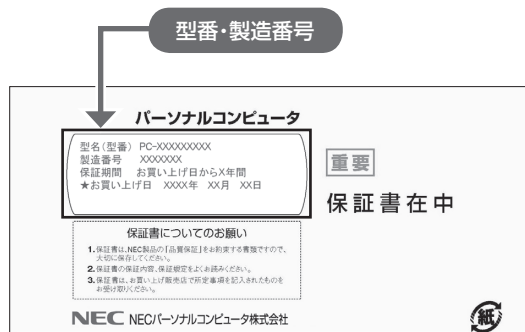 型番・製造番号
パーソナルコンピュータ
型名(型番) PC-XXXXXXXXX
製造番号 XXXXXXX
保証期間 お買い上げ日からX年間
★お買い上げ日 XXXX年 XX月 XX日
重要
保証書在中
保証書についてのお願い
1.保証書は、NEC製品の「品質保証」をお約束する書類ですので、
大切に保存してください。
2.保証書の保証内容、保証規定をよくお読みください。
3.保証書は、お買い上げ販売店で所定事項を記入されたものを
お受け取りください。
NEC NECパーソナルコンピュータ株式会社
紙